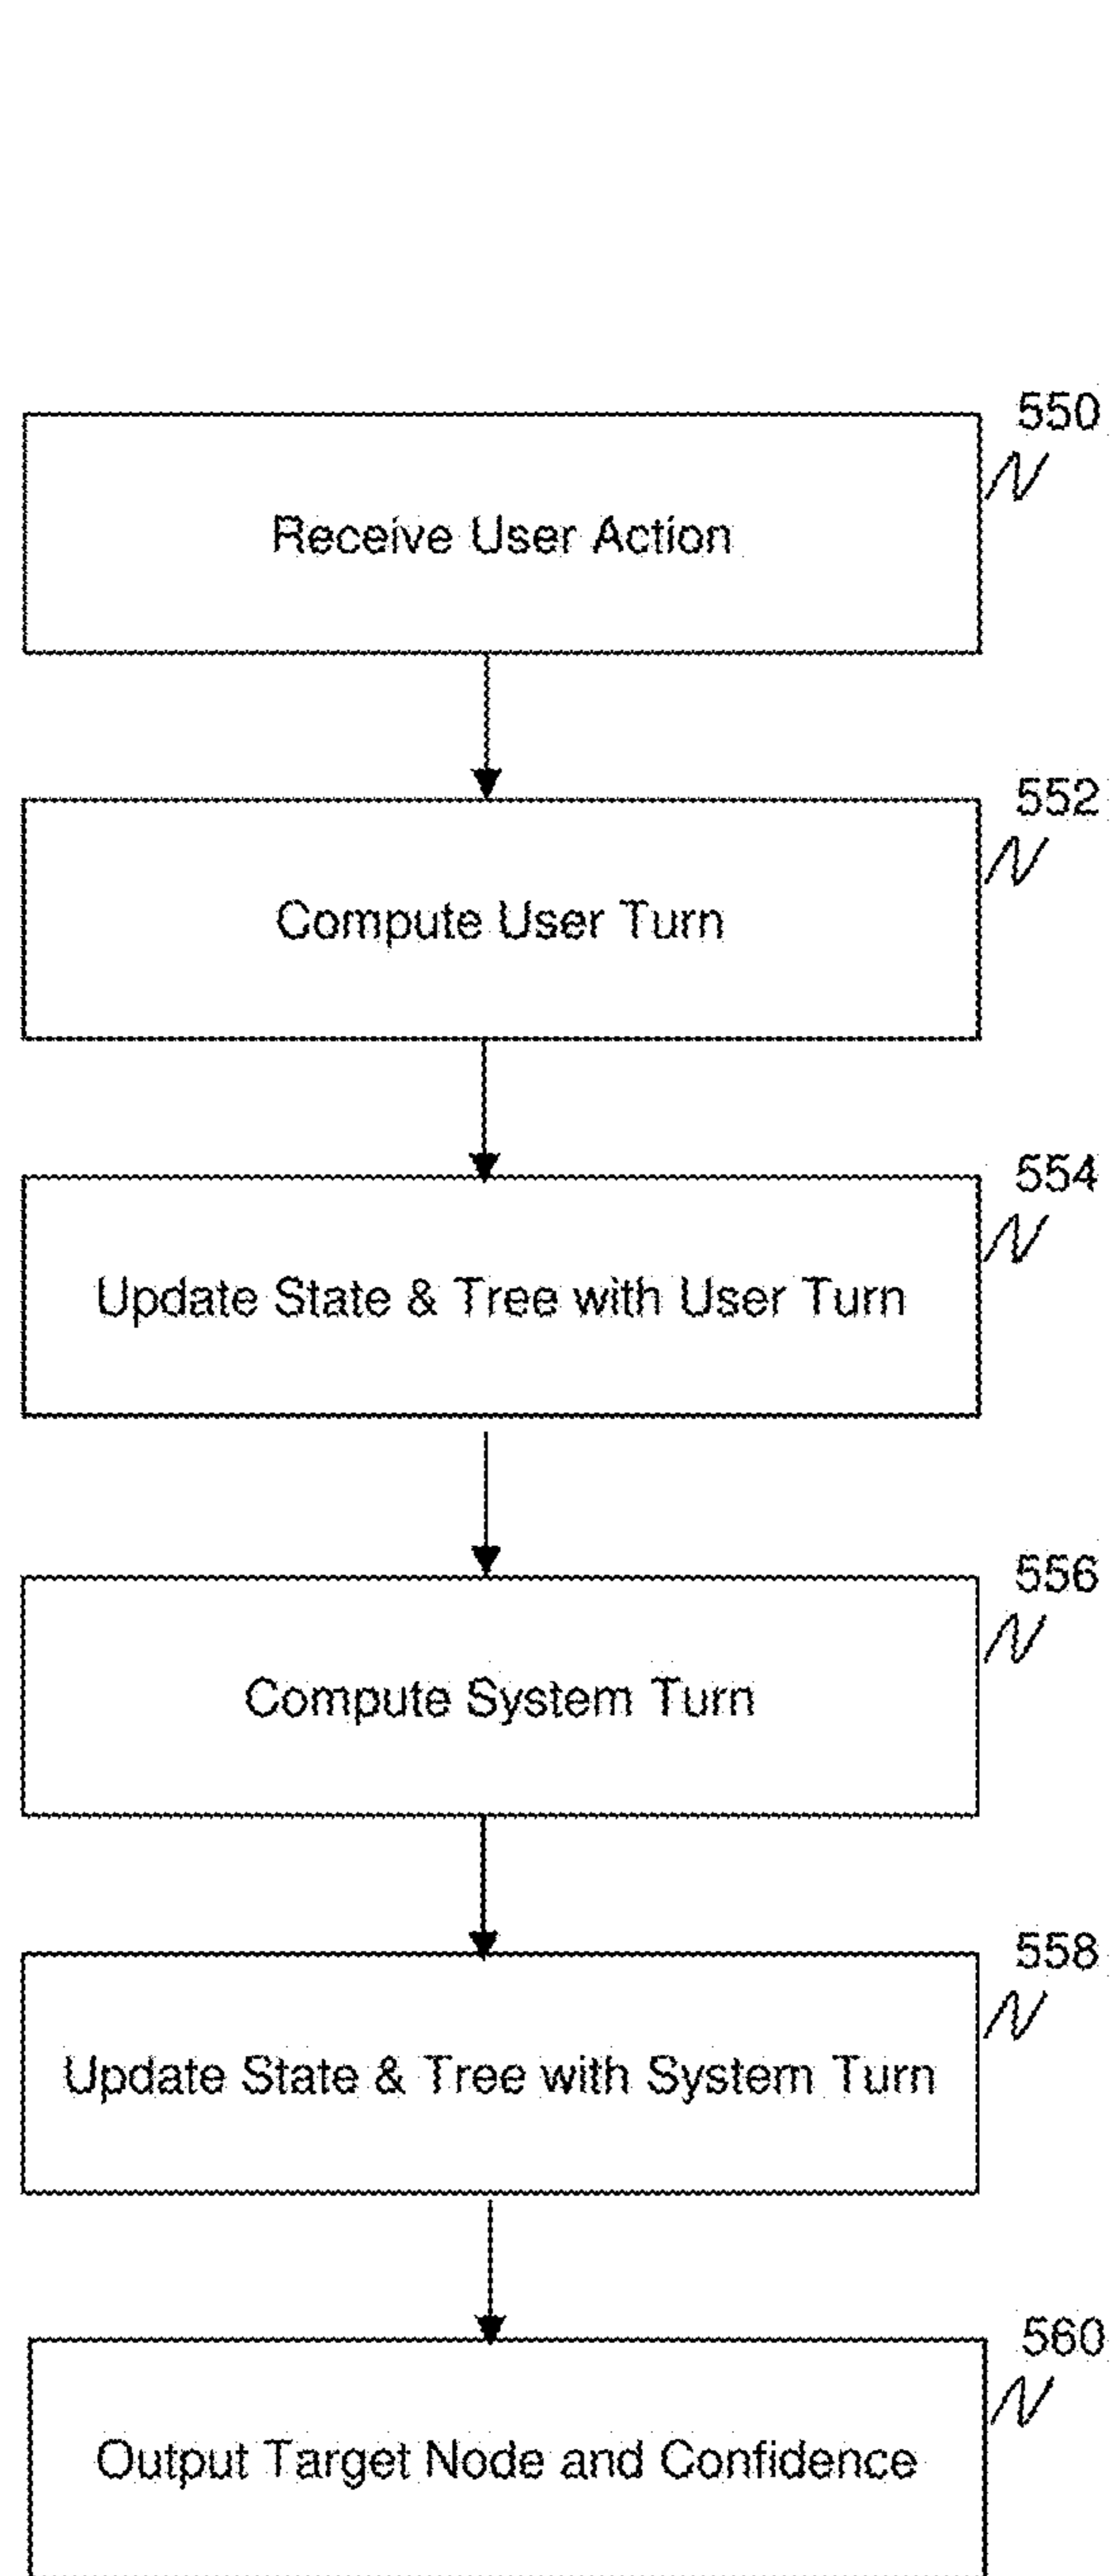 550
Receive User Action
552
Compute User Turn
554
Update State & Tree with User Turn
556
Compute System Turn
558
Update State & Tree with System Turn
560
Output Target Node and Confidence